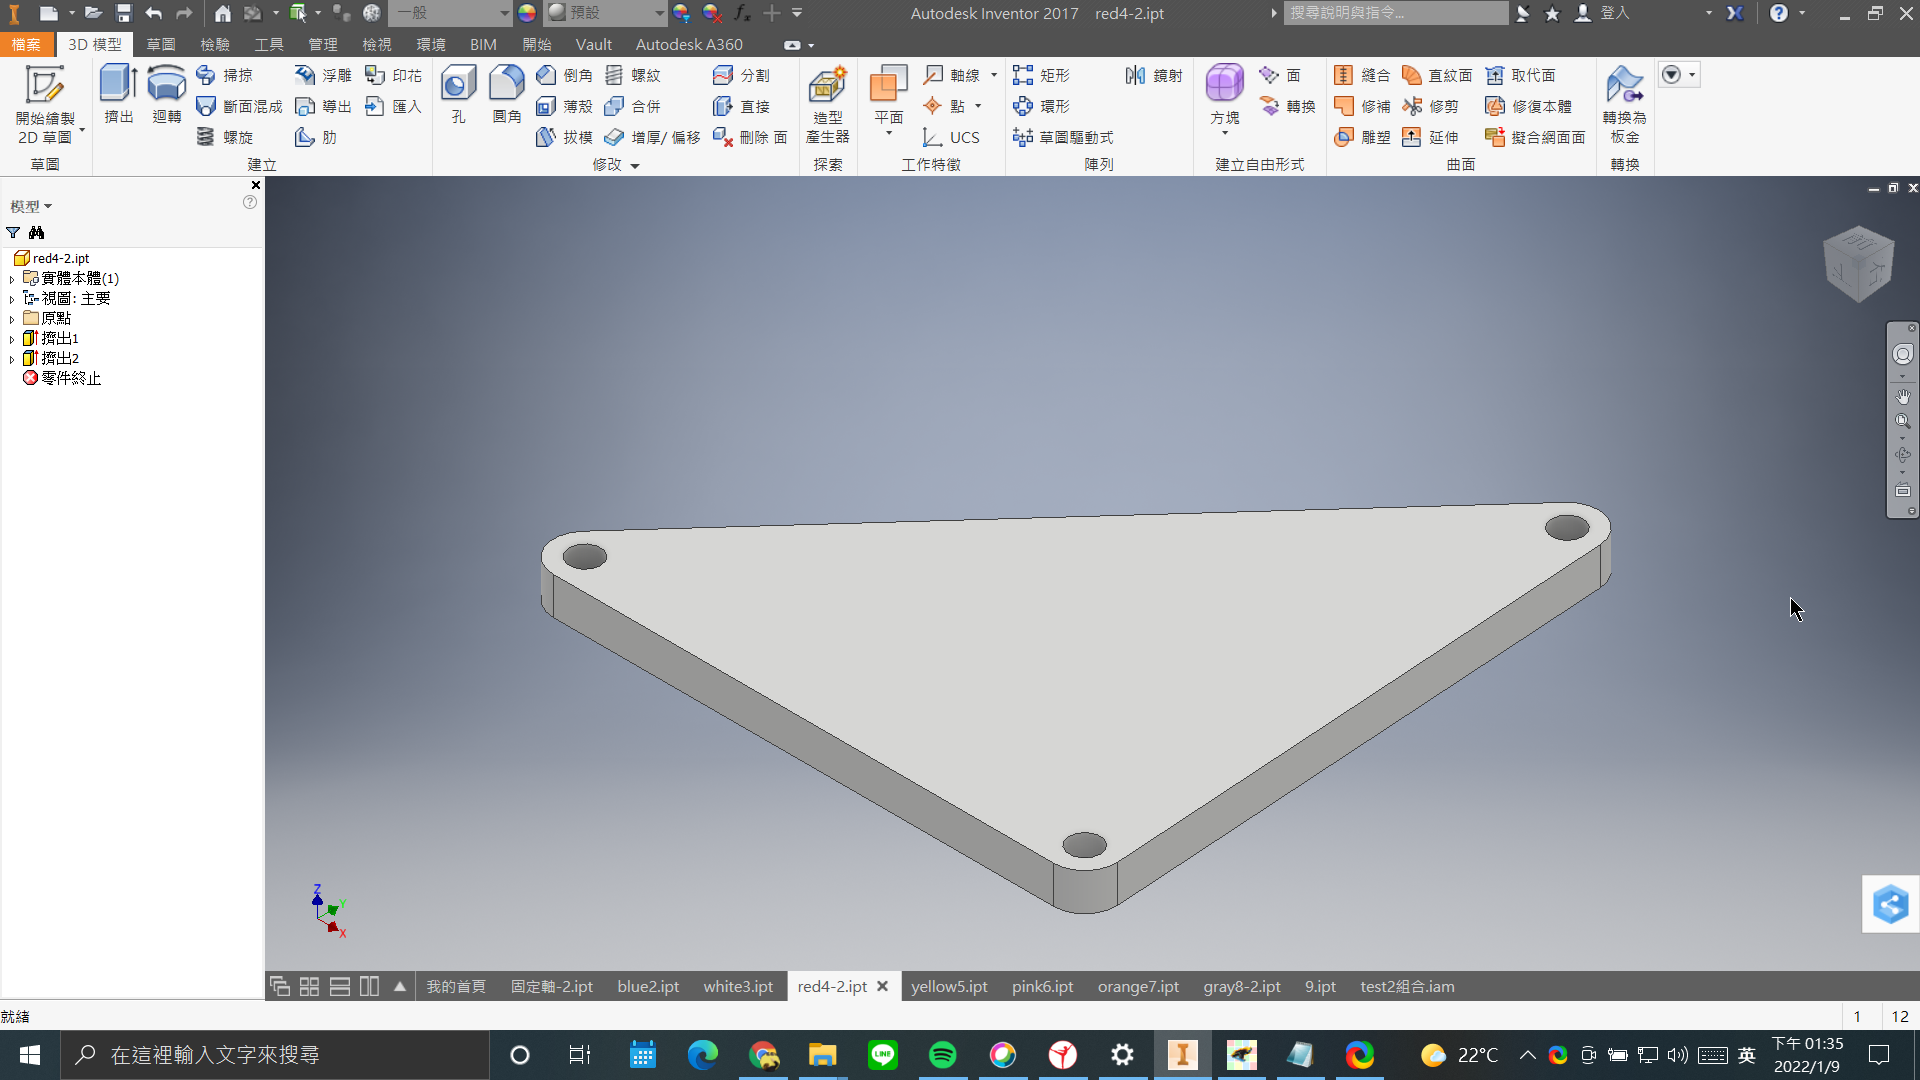 一般
預設
Autodesk Inventor 2017 red4-2.ipt
搜尋說明與指令...
登入
檔案 3D 模型 草圖 檢驗 工具 管理 檢視 環境 BIM 開始 Vault Autodesk A360
開始繪製
2D 草圖
草圖
擠出 迴轉
掃掠 浮雕 印花
斷面混成 導出 匯入
螺旋 肋
建立
孔 圓角
倒角 螺紋 分割
薄殼 合併 直接
拔模 增厚/ 偏移 刪除 面
修改
造型
產生器
探索
平面
軸線
點
UCS
工作特徵
矩形 鏡射
環形
草圖驅動式
陣列
方塊
面
轉換
建立自由形式
縫合 直紋面 取代面
修補 修剪 修復本體
雕塑 延伸 擬合網面面
曲面
轉換為
板金
轉換
模型
red4-2.ipt
實體本體(1)
視圖: 主要
原點
擠出1
擠出2
零件終止
Z
Y
X
我的首頁 固定軸-2.ipt blue2.ipt white3.ipt red4-2.ipt yellow5.ipt pink6.ipt orange7.ipt gray8-2.ipt 9.ipt test2組合.iam
就緒
1 12
在這裡輸入文字來搜尋
LINE
22°C
英
下午 01:35
2022/1/9